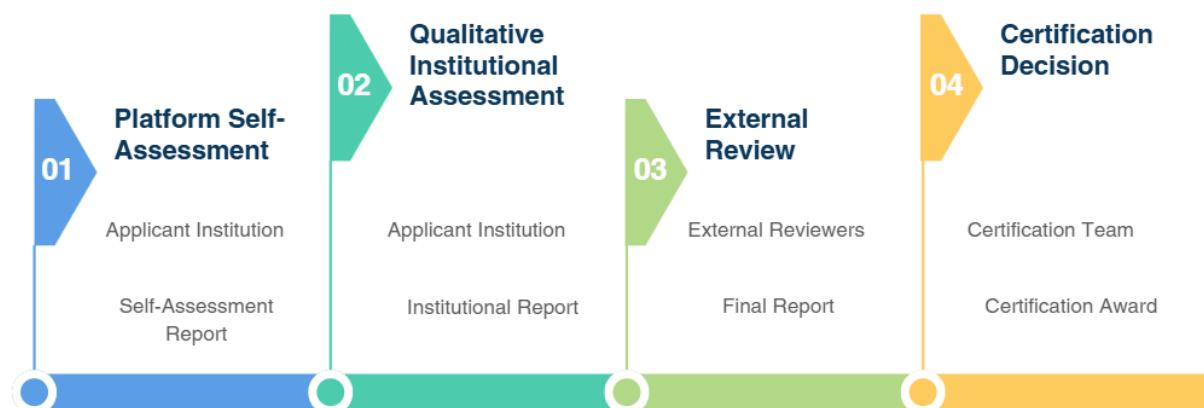 01
Platform Self-
Assessment
Applicant Institution
Self-Assessment
Report
02
Qualitative
Institutional
Assessment
Applicant Institution
Institutional Report
03
External
Review
External Reviewers
Final Report
04
Certification
Decision
Certification Team
Certification Award